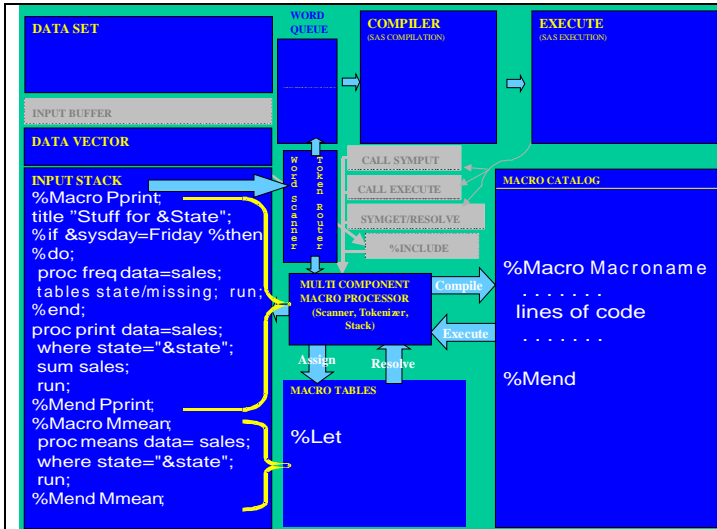 DATA SET
INPUT BUFFER
DATA VECTOR
INPUT STACK
%Macro Pprint;
title "Stuff for &State";
%if &sysday=Friday %then
%do;
proc freq data=sales;
tables state/missing; run;
%end;
proc print data=sales;
where state="&state";
sum sales;
run;
%Mend Pprint;
%Macro Mmean;
proc means data= sales;
where state="&state";
run;
%Mend Mmean;
WORD
QUEUE
Word Scanner
Token Router
COMPILER
(SAS COMPILATION)
EXECUTE
(SAS EXECUTION)
CALL SYMPUT
CALL EXECUTE
SYMGET/RESOLVE
%INCLUDE
MULTI COMPONENT
MACRO PROCESSOR
(Scanner, Tokenizer,
Stack)
Compile
Execute
Assign
Resolve
MACRO TABLES
%Let
MACRO CATALOG
%Macro Macroname
. . . . . . .
lines of code
. . . . . . .
%Mend